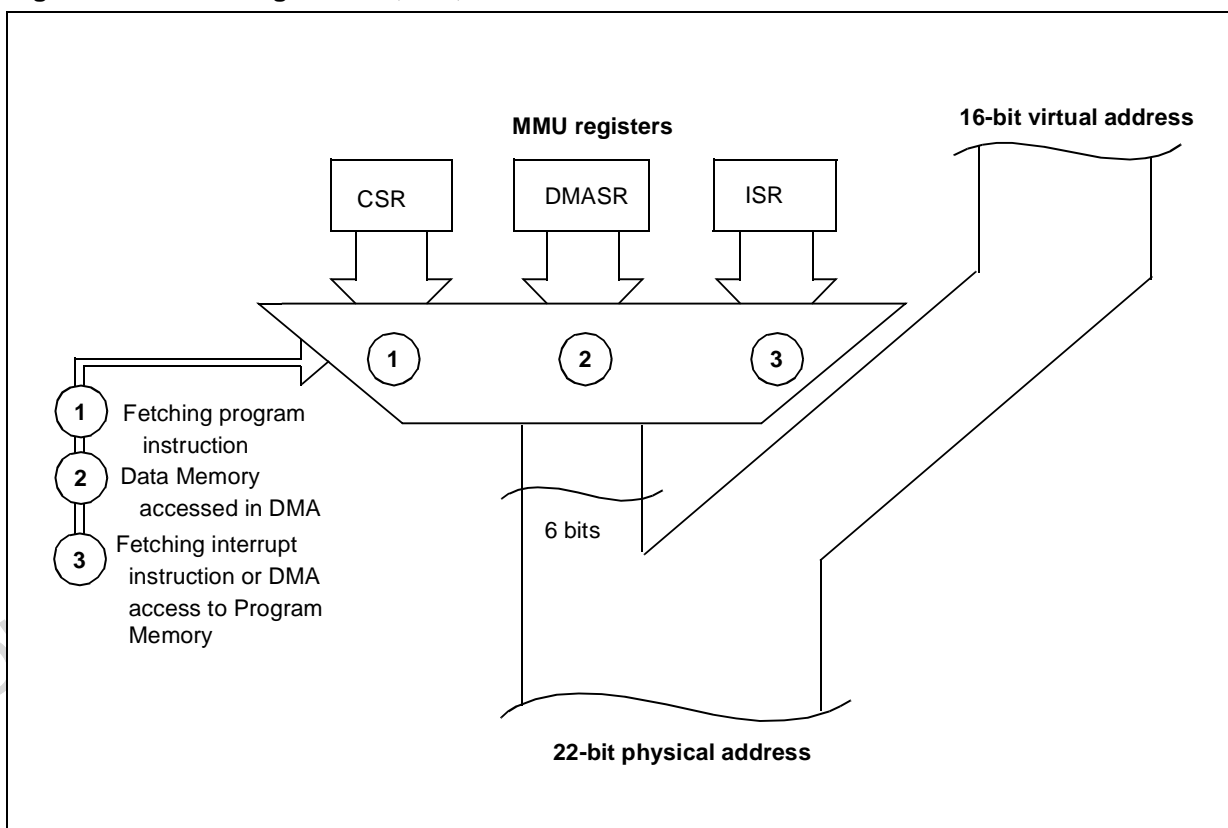 16-bit virtual address
MMU registers
CSR
DMASR
ISR
1
2
3
1
Fetching program
instruction
2
Data Memory
accessed in DMA
3
Fetching interrupt
instruction or DMA
access to Program
Memory
6 bits
22-bit physical address